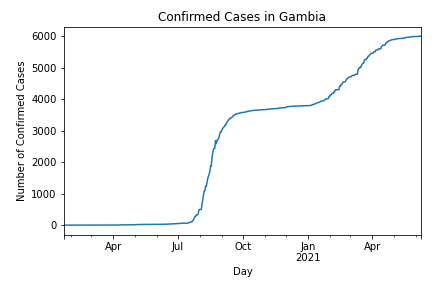 Confirmed Cases in Gambia
Number of Confirmed Cases
6000
5000
4000
3000
2000
1000
0
Apr Jul Oct Jan Apr
2021
Day